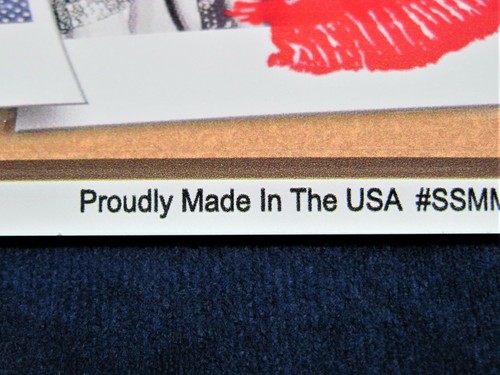 Proudly Made In The USA #SSMM